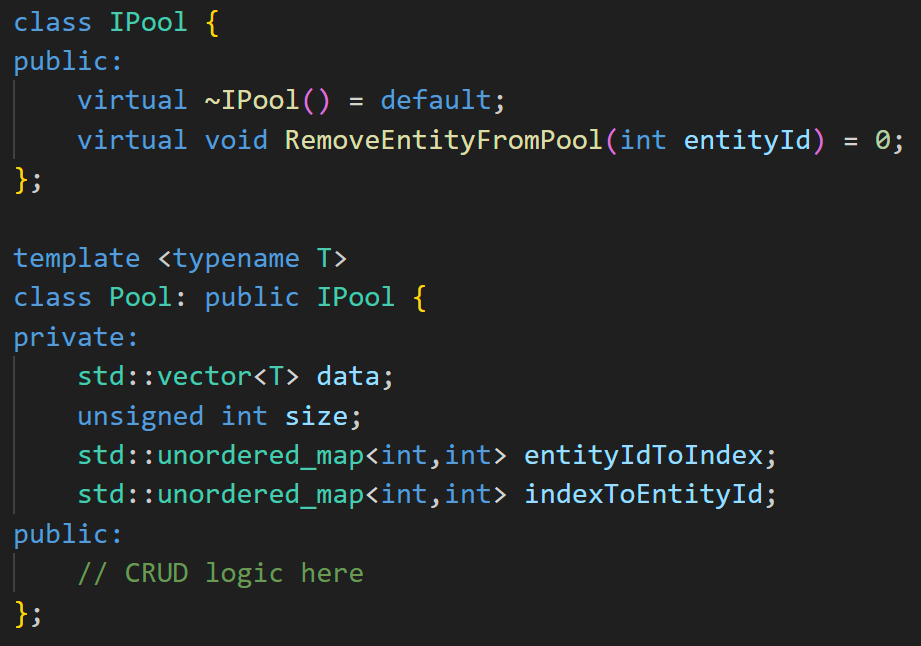 class IPool {
public:
    virtual ~IPool() = default;
    virtual void RemoveEntityFromPool(int entityId) = 0;
};

template <typename T>
class Pool: public IPool {
private:
    std::vector<T> data;
    unsigned int size;
    std::unordered_map<int,int> entityIdToIndex;
    std::unordered_map<int,int> indexToEntityId;
public:
    // CRUD logic here
};